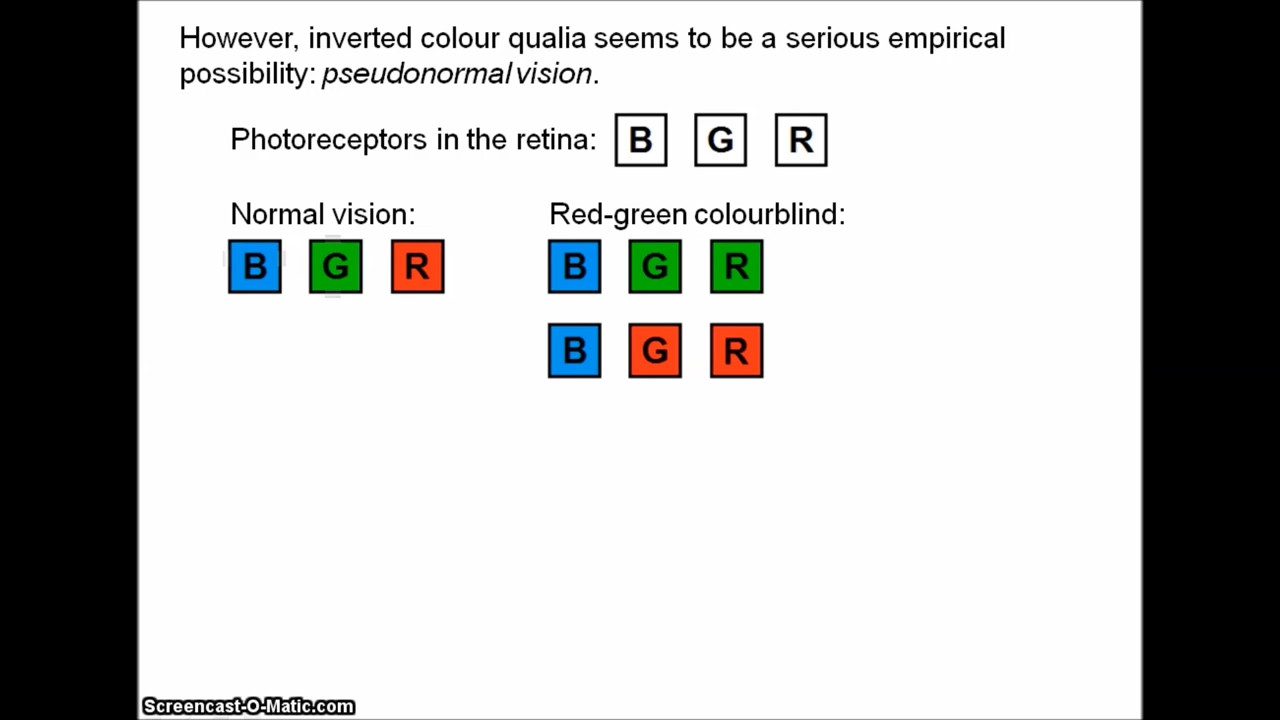 However, inverted colour qualia seems to be a serious empirical
possibility: pseudonormal vision.
Photoreceptors in the retina: B G R
Normal vision: Red-green colourblind:
B G R B G R
B G R
Screencast-O-Matic.com